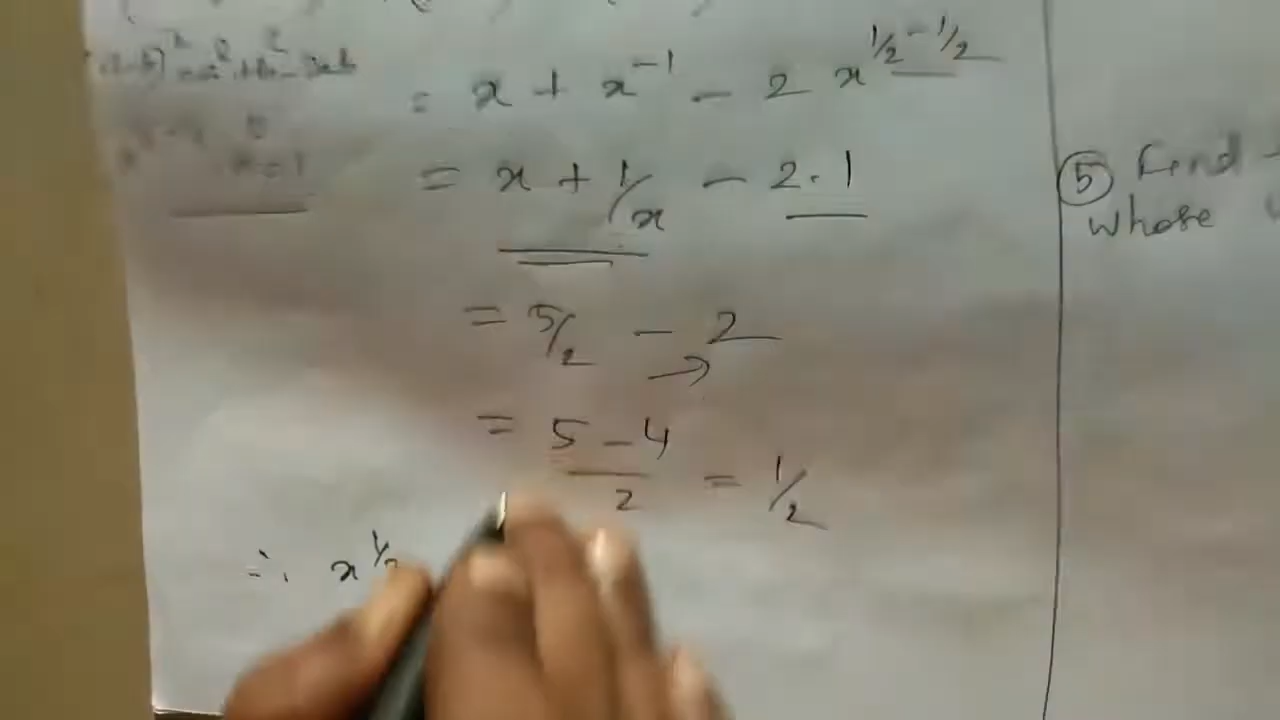 = x + x⁻¹ - 2 x^½⁻½
x = 1
= x + 1/x - 2.1
= 5/2 - 2
→
= 5 - 4 / 2 = 1/2
∴ x^½
⑤ Find
Whose